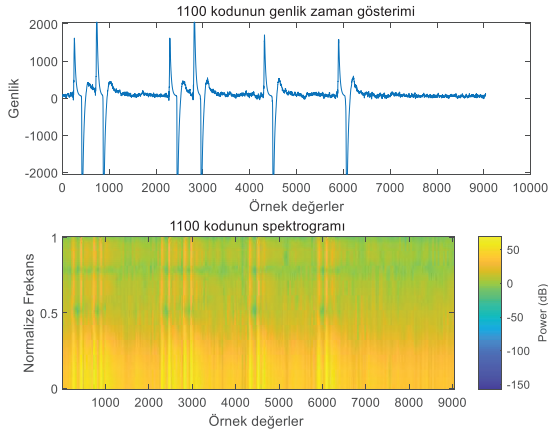 1100 kodunun genlik zaman gösterimi
2000
1000
0
-1000
-2000
Genlik
0 1000 2000 3000 4000 5000 6000 7000 8000 9000 10000
Örnek değerler
1100 kodunun spektrogramı
1
0.5
0
Normalize Frekans
1000 2000 3000 4000 5000 6000 7000 8000 9000
Örnek değerler
50
0
-50
-100
-150
Power (dB)